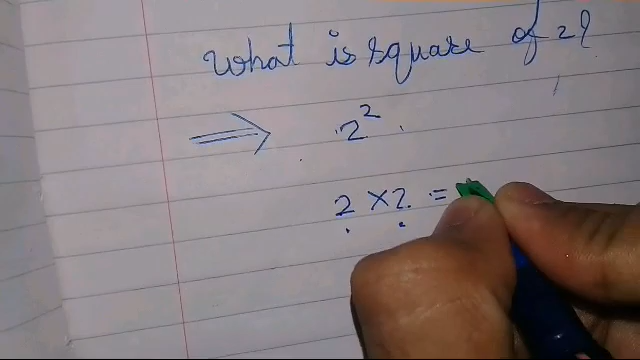 What is square of 2?
⟹ 2²
2 × 2 =